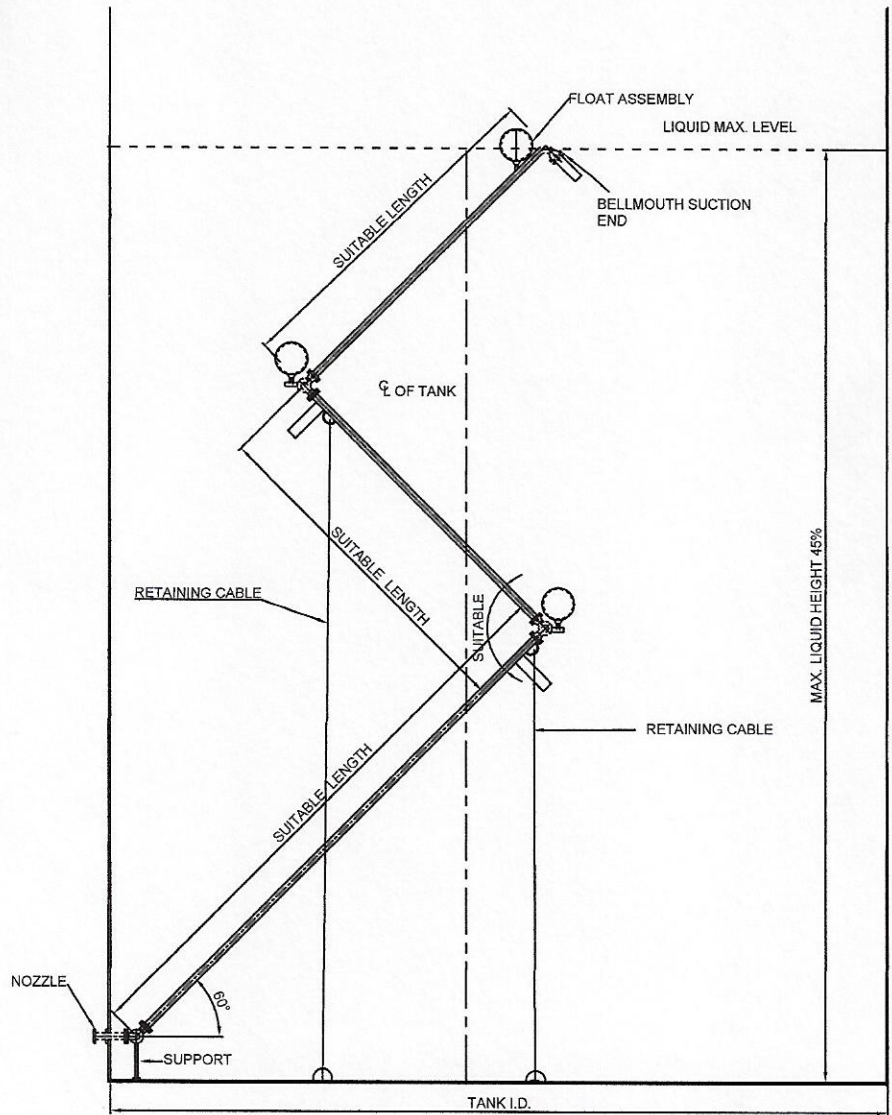 FLOAT ASSEMBLY
LIQUID MAX. LEVEL
SUITABLE LENGTH
BELLMOUTH SUCTION
END
℄ OF TANK
SUITABLE LENGTH
SUITABLE
RETAINING CABLE
MAX. LIQUID HEIGHT 45%
RETAINING CABLE
SUITABLE LENGTH
NOZZLE
60°
SUPPORT
TANK I.D.